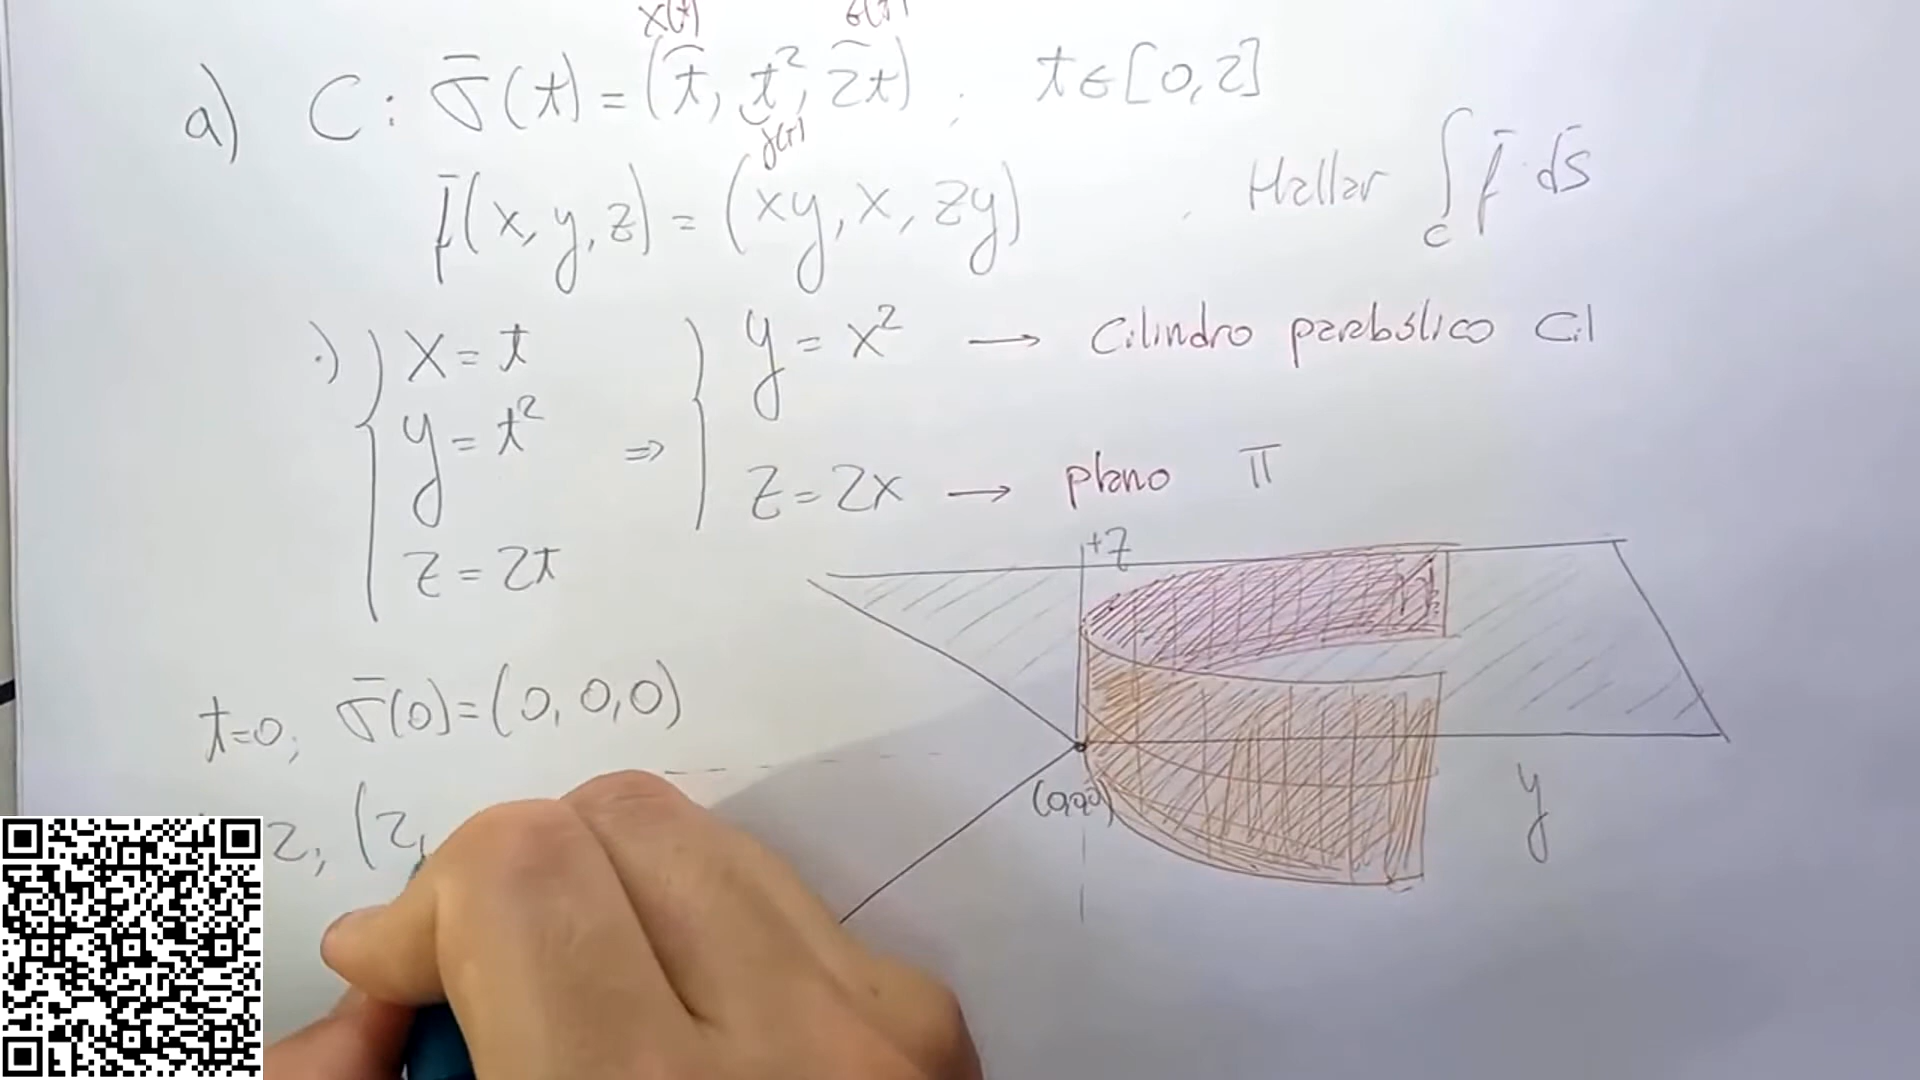 x(t) z(t)
a) C: σ̄(t) = (t, t², 2t) ; t ∈ [0,2]
y(t)
f̄(x, y, z) = (xy, x, zy) . Hallar ∫_C f̄ · ds̄
·) { x = t { y = x² → Cilindro parabólico Cil
y = t² ⇒
z = 2x → plano π
z = 2t
+z
t=0; σ̄(0) = (0,0,0)
(0,0,0)
y
2; (2,